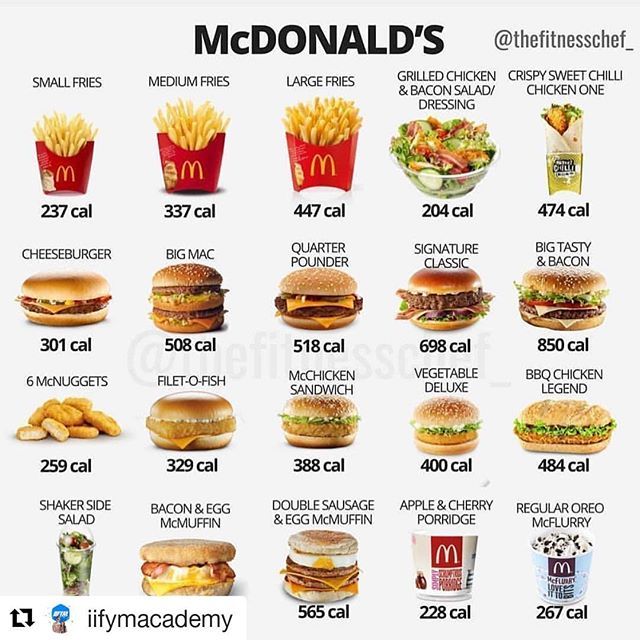 McDONALD'S
@thefitnesschef_
SMALL FRIES
237 cal
MEDIUM FRIES
337 cal
LARGE FRIES
447 cal
GRILLED CHICKEN
& BACON SALAD/
DRESSING
204 cal
CRISPY SWEET CHILLI
CHICKEN ONE
474 cal
CHEESEBURGER
301 cal
BIG MAC
508 cal
QUARTER
POUNDER
518 cal
SIGNATURE
CLASSIC
698 cal
BIG TASTY
& BACON
850 cal
@thefitnesschef_
6 McNUGGETS
259 cal
FILET-O-FISH
329 cal
McCHICKEN
SANDWICH
388 cal
VEGETABLE
DELUXE
400 cal
BBQ CHICKEN
LEGEND
484 cal
SHAKER SIDE
SALAD
BACON & EGG
McMUFFIN
DOUBLE SAUSAGE
& EGG McMUFFIN
565 cal
APPLE & CHERRY
PORRIDGE
228 cal
REGULAR OREO
McFLURRY
267 cal
iifymacademy